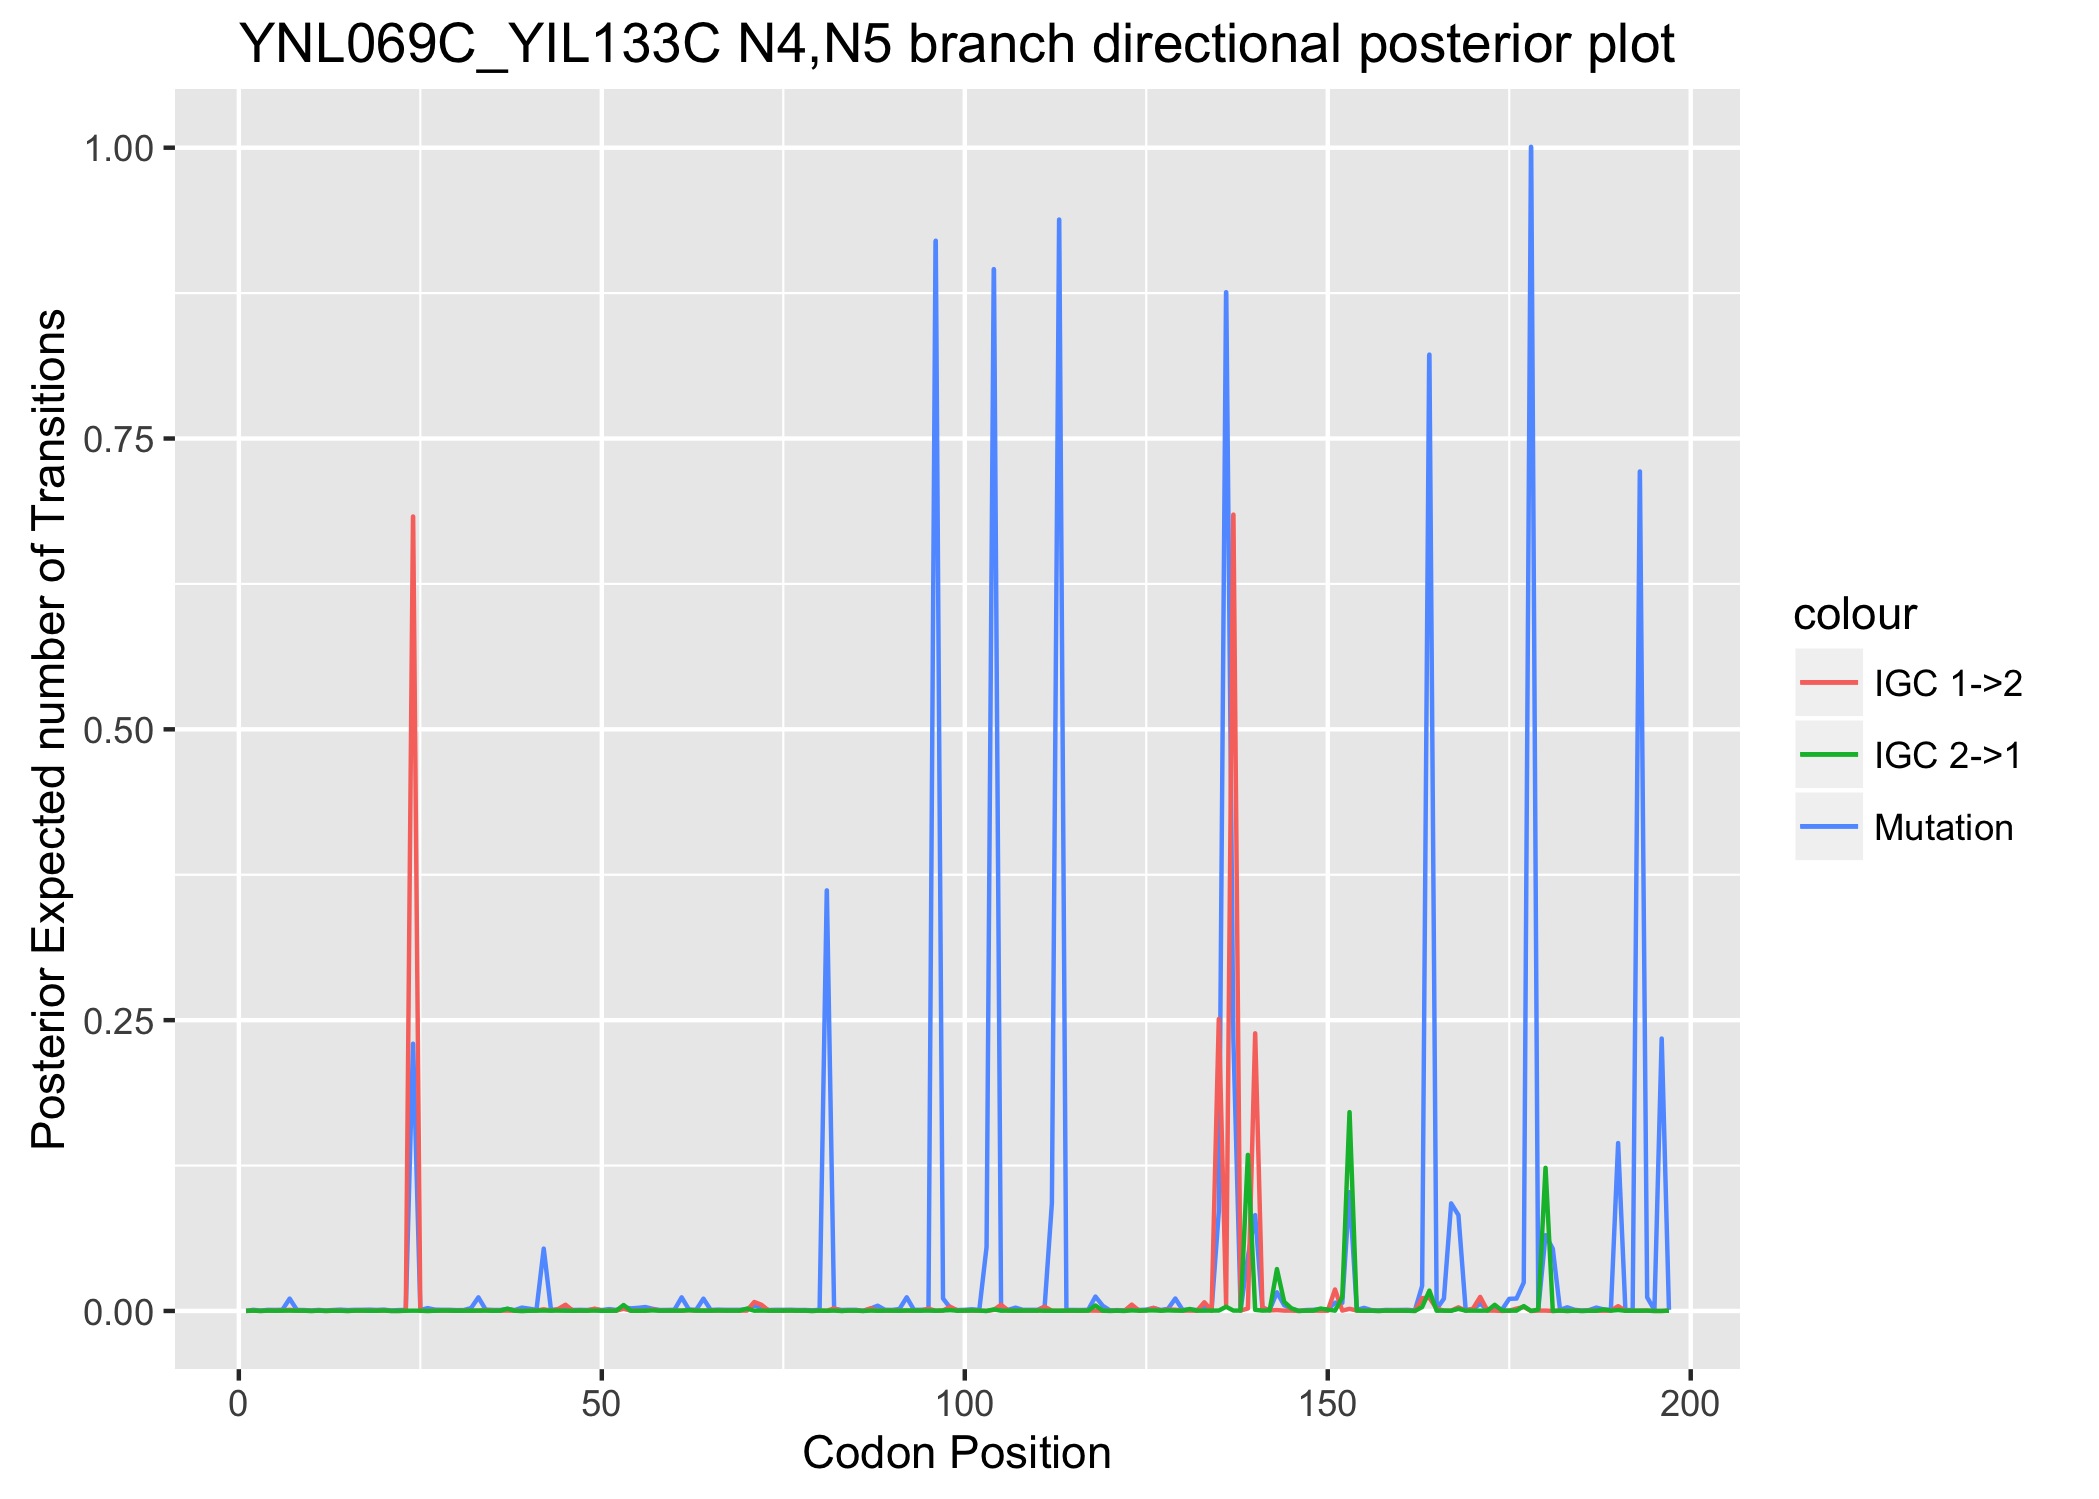 YNL069C_YIL133C N4,N5 branch directional posterior plot
Posterior Expected number of Transitions
1.00
0.75
0.50
0.25
0.00
0 50 100 150 200
Codon Position
colour
IGC 1->2
IGC 2->1
Mutation